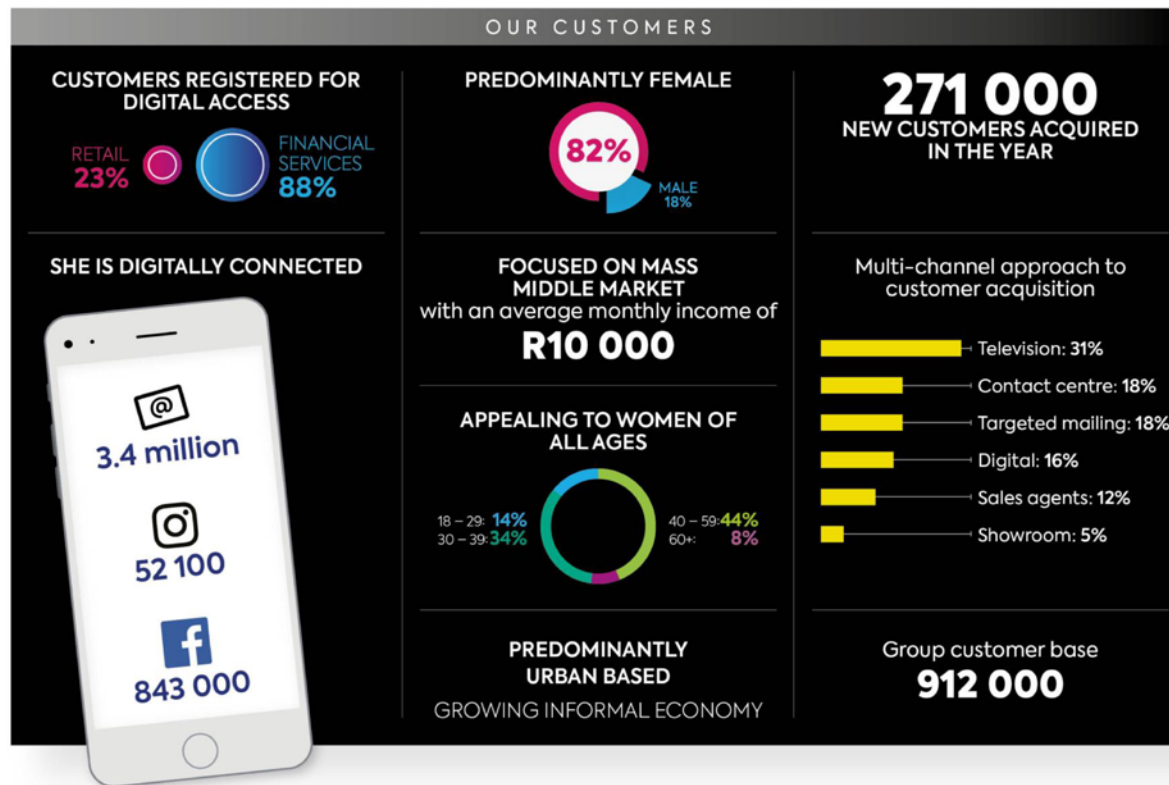 OUR CUSTOMERS
CUSTOMERS REGISTERED FOR
DIGITAL ACCESS
RETAIL
23%
FINANCIAL
SERVICES
88%
SHE IS DIGITALLY CONNECTED
@
3.4 million
52 100
f
843 000
PREDOMINANTLY FEMALE
82%
MALE
18%
FOCUSED ON MASS
MIDDLE MARKET
with an average monthly income of
R10 000
APPEALING TO WOMEN OF
ALL AGES
18 – 29: 14%
30 – 39: 34%
40 – 59: 44%
60+: 8%
PREDOMINANTLY
URBAN BASED
GROWING INFORMAL ECONOMY
271 000
NEW CUSTOMERS ACQUIRED
IN THE YEAR
Multi-channel approach to
customer acquisition
Television: 31%
Contact centre: 18%
Targeted mailing: 18%
Digital: 16%
Sales agents: 12%
Showroom: 5%
Group customer base
912 000